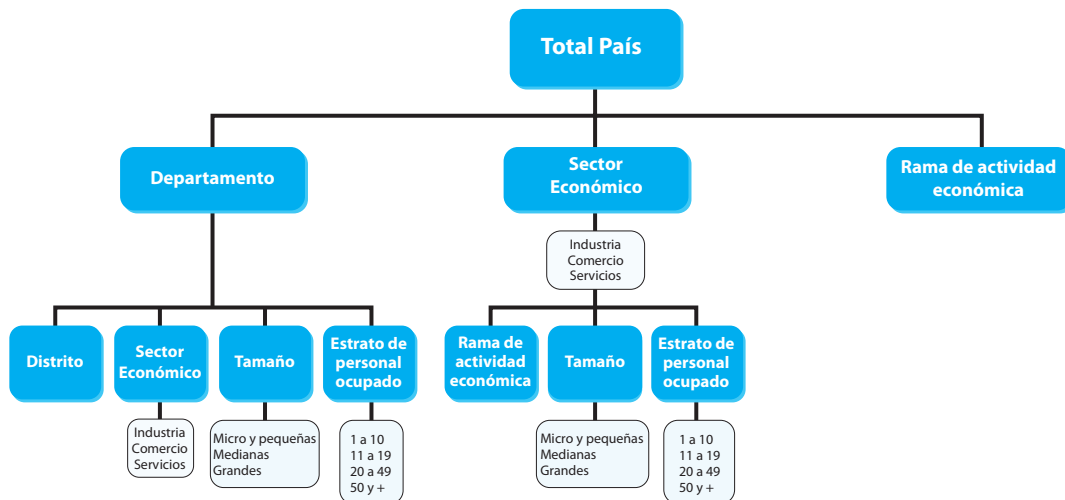 Total País
Departamento
Sector
Económico
Rama de actividad
económica
Industria
Comercio
Servicios
Distrito
Sector
Económico
Tamaño
Estrato de
personal
ocupado
Rama de
actividad
económica
Tamaño
Estrato de
personal
ocupado
Industria
Comercio
Servicios
Micro y pequeñas
Medianas
Grandes
1 a 10
11 a 19
20 a 49
50 y +
Micro y pequeñas
Medianas
Grandes
1 a 10
11 a 19
20 a 49
50 y +